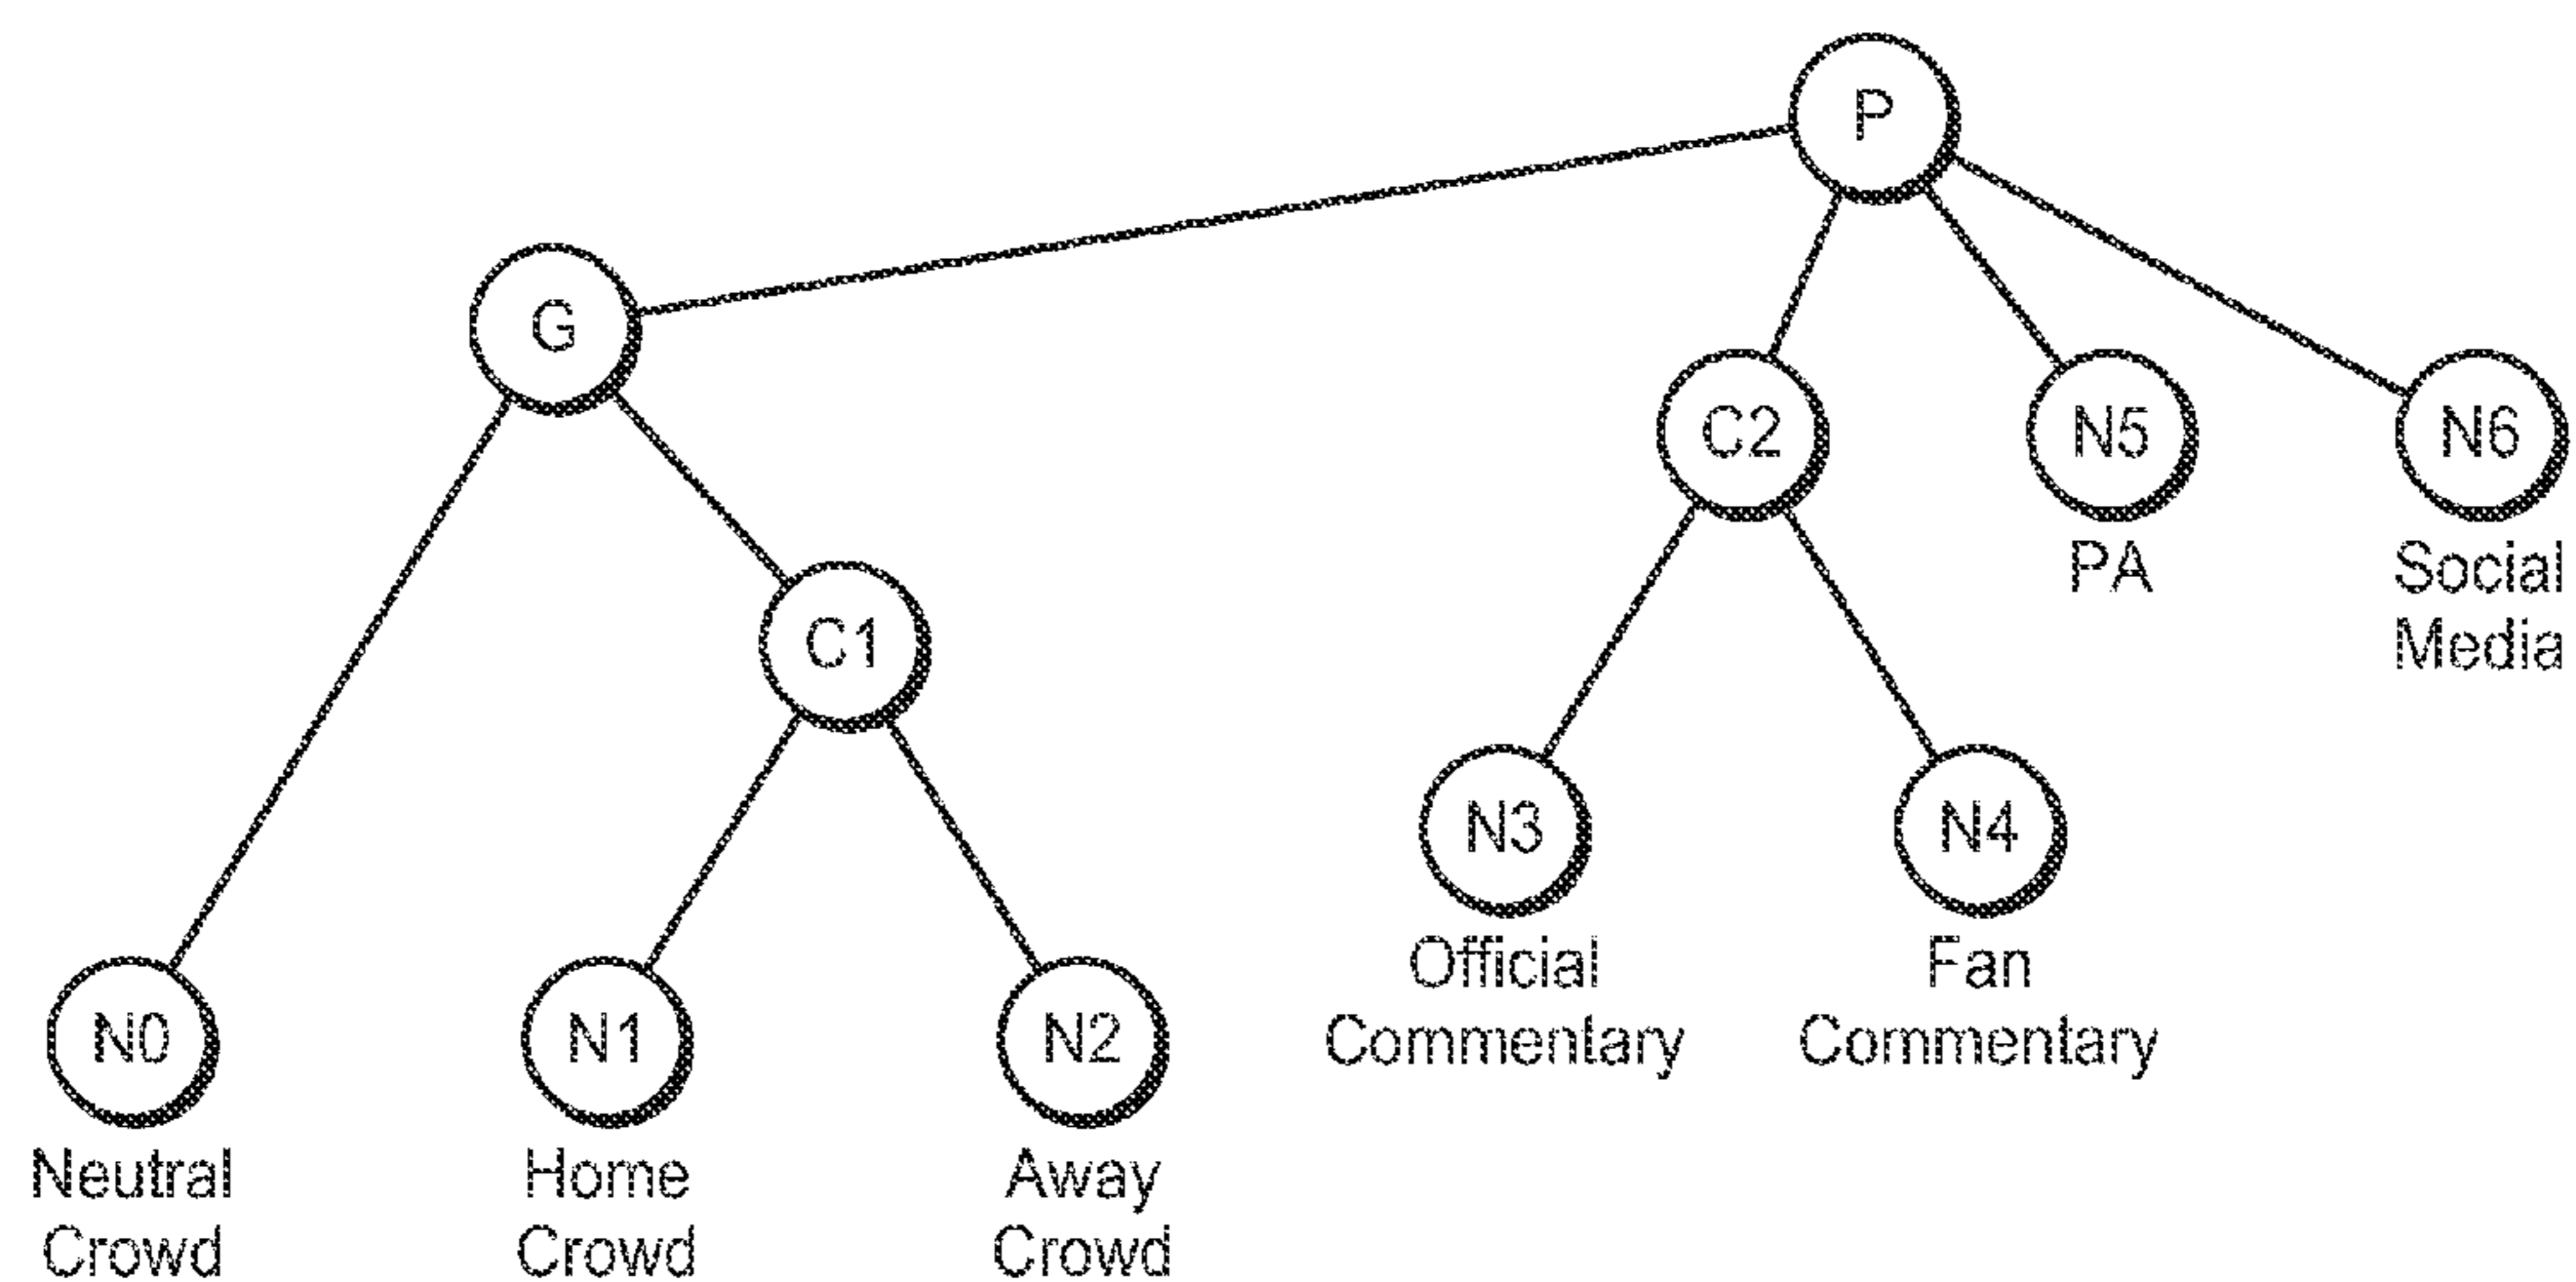 P
G
C2
N5
N6
PA
Social
Media
C1
N3
N4
Official
Commentary
Fan
Commentary
N0
N1
N2
Neutral
Crowd
Home
Crowd
Away
Crowd